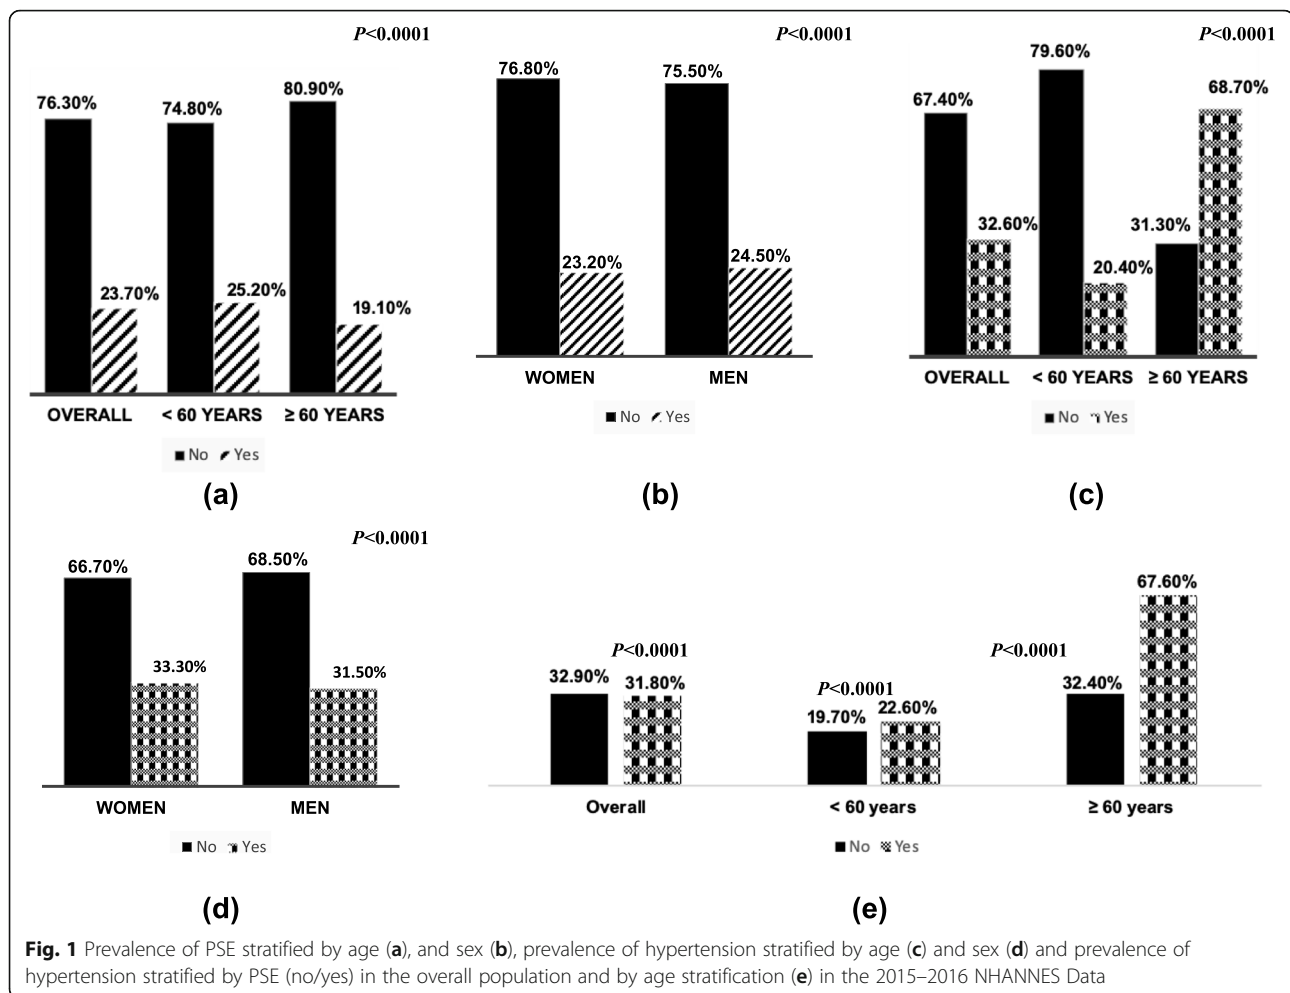 P<0.0001
76.30%
74.80%
80.90%
23.70%
25.20%
19.10%
OVERALL
< 60 YEARS
≥ 60 YEARS
No Yes
(a)
P<0.0001
76.80%
75.50%
23.20%
24.50%
WOMEN
MEN
No Yes
(b)
P<0.0001
67.40%
79.60%
68.70%
32.60%
20.40%
31.30%
OVERALL
< 60 YEARS
≥ 60 YEARS
No Yes
(c)
P<0.0001
66.70%
68.50%
33.30%
31.50%
WOMEN
MEN
No Yes
(d)
P<0.0001
P<0.0001
P<0.0001
32.90%
31.80%
19.70%
22.60%
32.40%
67.60%
Overall
< 60 years
≥ 60 years
No Yes
(e)
Fig. 1 Prevalence of PSE stratified by age (a), and sex (b), prevalence of hypertension stratified by age (c) and sex (d) and prevalence of
hypertension stratified by PSE (no/yes) in the overall population and by age stratification (e) in the 2015–2016 NHANNES Data